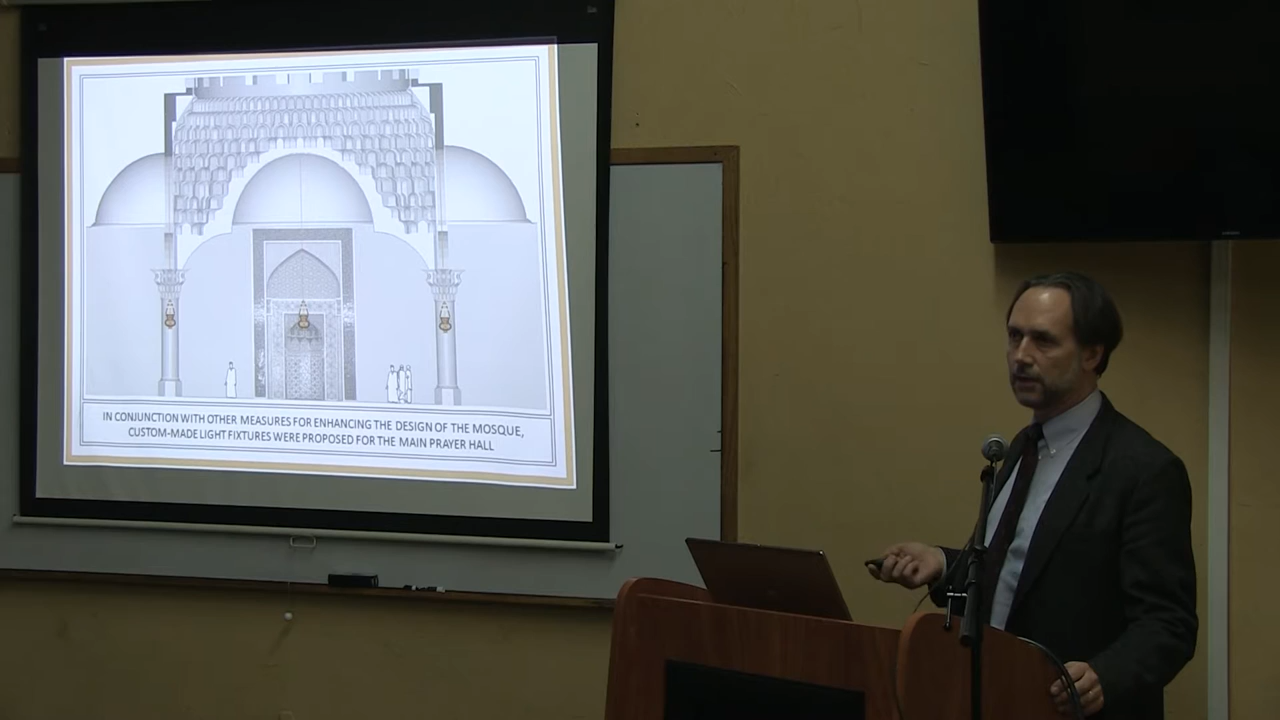 IN CONJUNCTION WITH OTHER MEASURES FOR ENHANCING THE DESIGN OF THE MOSQUE,
CUSTOM-MADE LIGHT FIXTURES WERE PROPOSED FOR THE MAIN PRAYER HALL